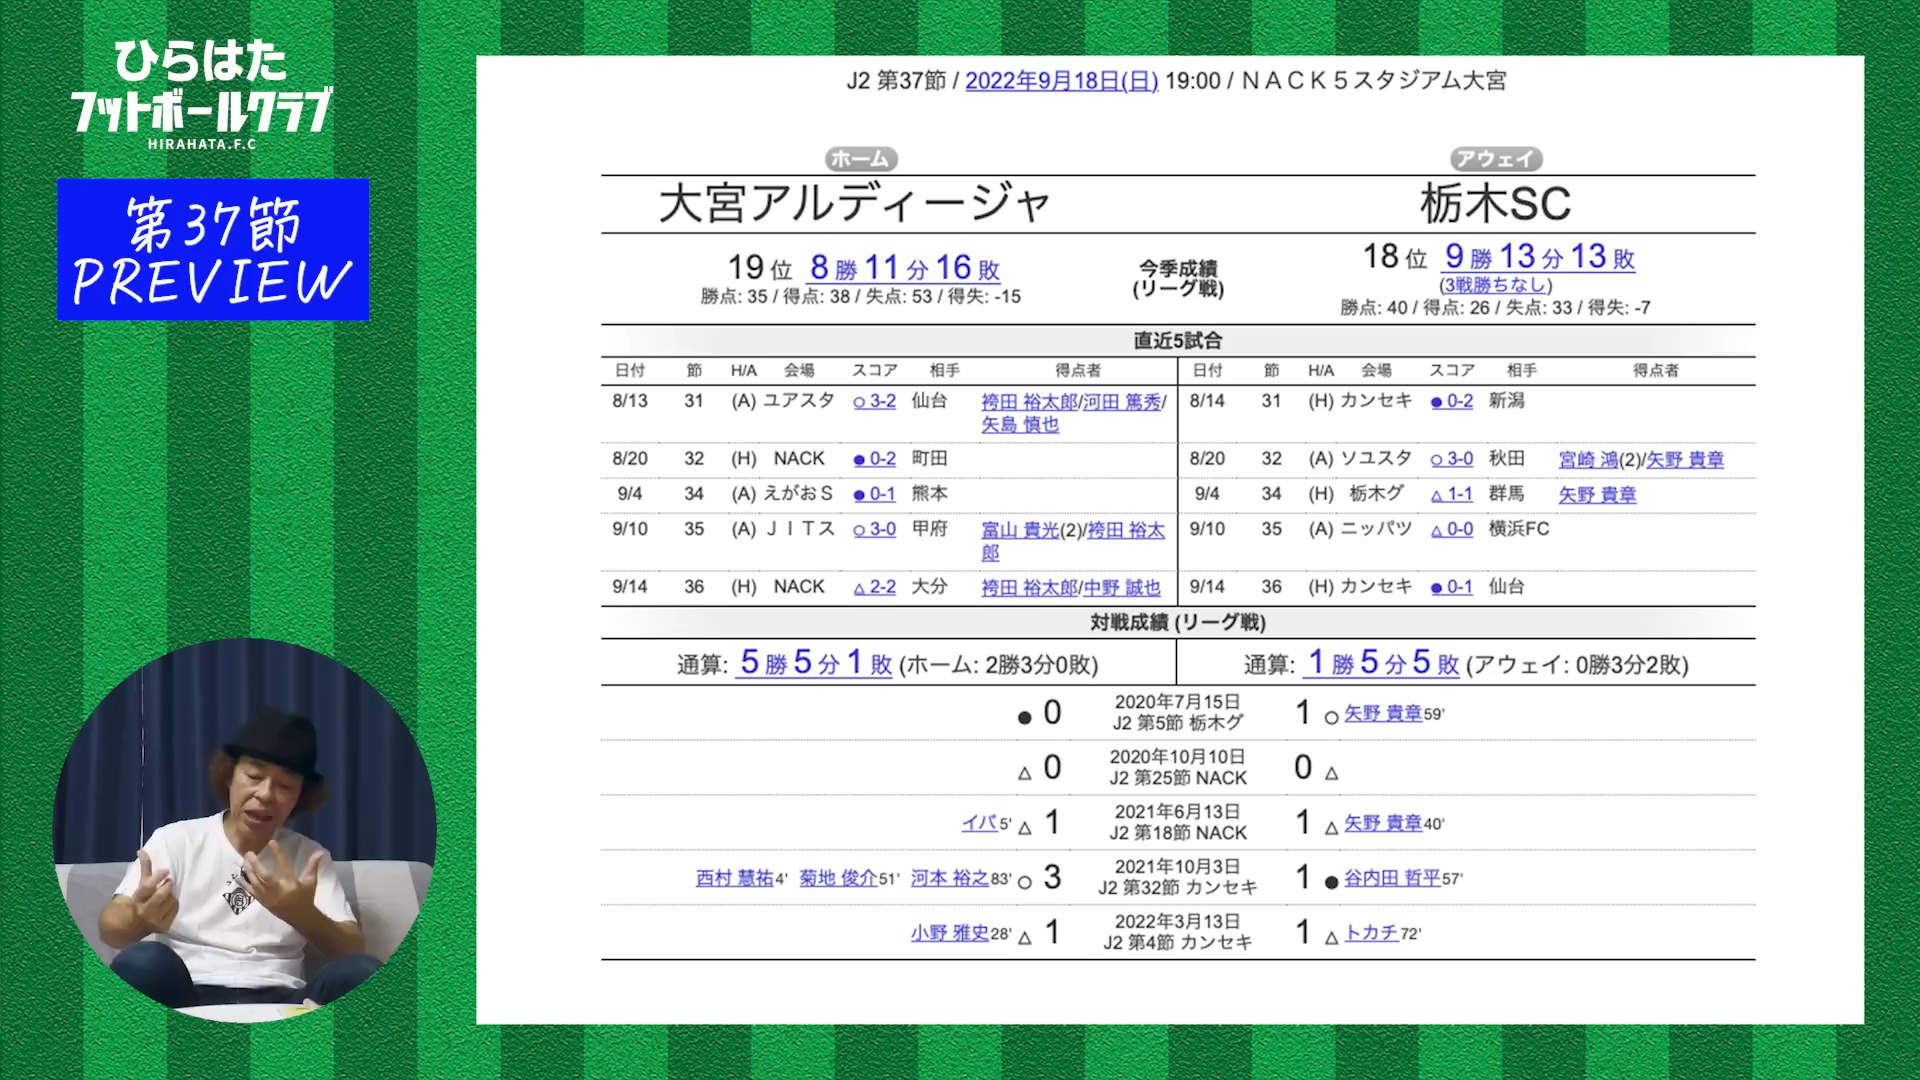 ひらはた
フットボールクラブ
HIRAHATA.F.C
第37節
PREVIEW
J2 第37節 / 2022年9月18日(日) 19:00 / ＮＡＣＫ５スタジアム大宮
ホーム アウェイ
大宮アルディージャ 栃木SC
19 位 8 勝 11 分 16 敗 今季成績 18 位 9 勝 13 分 13 敗
(リーグ戦) (3戦勝ちなし)
勝点: 35 / 得点: 38 / 失点: 53 / 得失: -15 勝点: 40 / 得点: 26 / 失点: 33 / 得失: -7
直近5試合
日付 節 H/A 会場 スコア 相手 得点者 日付 節 H/A 会場 スコア 相手 得点者
8/13 31 (A) ユアスタ ○ 3-2 仙台 袴田 裕太郎/河田 篤秀/ 8/14 31 (H) カンセキ ● 0-2 新潟
矢島 慎也
8/20 32 (H) NACK ● 0-2 町田 8/20 32 (A) ソユスタ ○ 3-0 秋田 宮崎 鴻(2)/矢野 貴章
9/4 34 (A) えがおＳ ● 0-1 熊本 9/4 34 (H) 栃木グ △ 1-1 群馬 矢野 貴章
9/10 35 (A) ＪＩＴス ○ 3-0 甲府 富山 貴光(2)/袴田 裕太 9/10 35 (A) ニッパツ △ 0-0 横浜FC
郎
9/14 36 (H) NACK △ 2-2 大分 袴田 裕太郎/中野 誠也 9/14 36 (H) カンセキ ● 0-1 仙台
対戦成績 (リーグ戦)
通算: 5 勝 5 分 1 敗 (ホーム: 2勝3分0敗) 通算: 1 勝 5 分 5 敗 (アウェイ: 0勝3分2敗)
● 0 2020年7月15日 1 ○ 矢野 貴章59'
J2 第5節 栃木グ
△ 0 2020年10月10日 0 △
J2 第25節 NACK
イバ5' △ 1 2021年6月13日 1 △ 矢野 貴章40'
J2 第18節 NACK
西村 慧祐4' 菊地 俊介51' 河本 裕之83' ○ 3 2021年10月3日 1 ● 谷内田 哲平57'
J2 第32節 カンセキ
小野 雅史28' △ 1 2022年3月13日 1 △ トカチ72'
J2 第4節 カンセキ